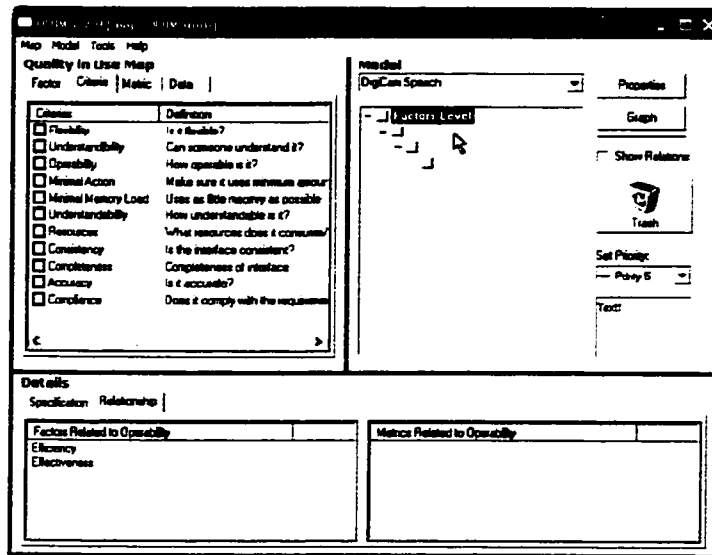 Map Model Tools Help
Quality in Use Map
Factor Criteria Metric Data
Criteria Definition
Flexibility Is it flexible?
Understandibility Can someone understand it?
Operability How operable is it?
Minimal Action Make sure it uses minimum amour
Minimal Memory Load Uses as little memory as possible
Understandability How understandable is it?
Resources What resources does it consume?
Consistency Is the interface consistent?
Completeness Completeness of interface
Accuracy Is it accurate?
Compliance Does it comply with the requireme
Model
DigiCam Speech
Factors Level
Properties
Graph
Show Relations
Trash
Set Priority:
Text!
Details
Specification Relationship
Factors Related to Operability
Efficiency
Effectiveness
Metrics Related to Operability